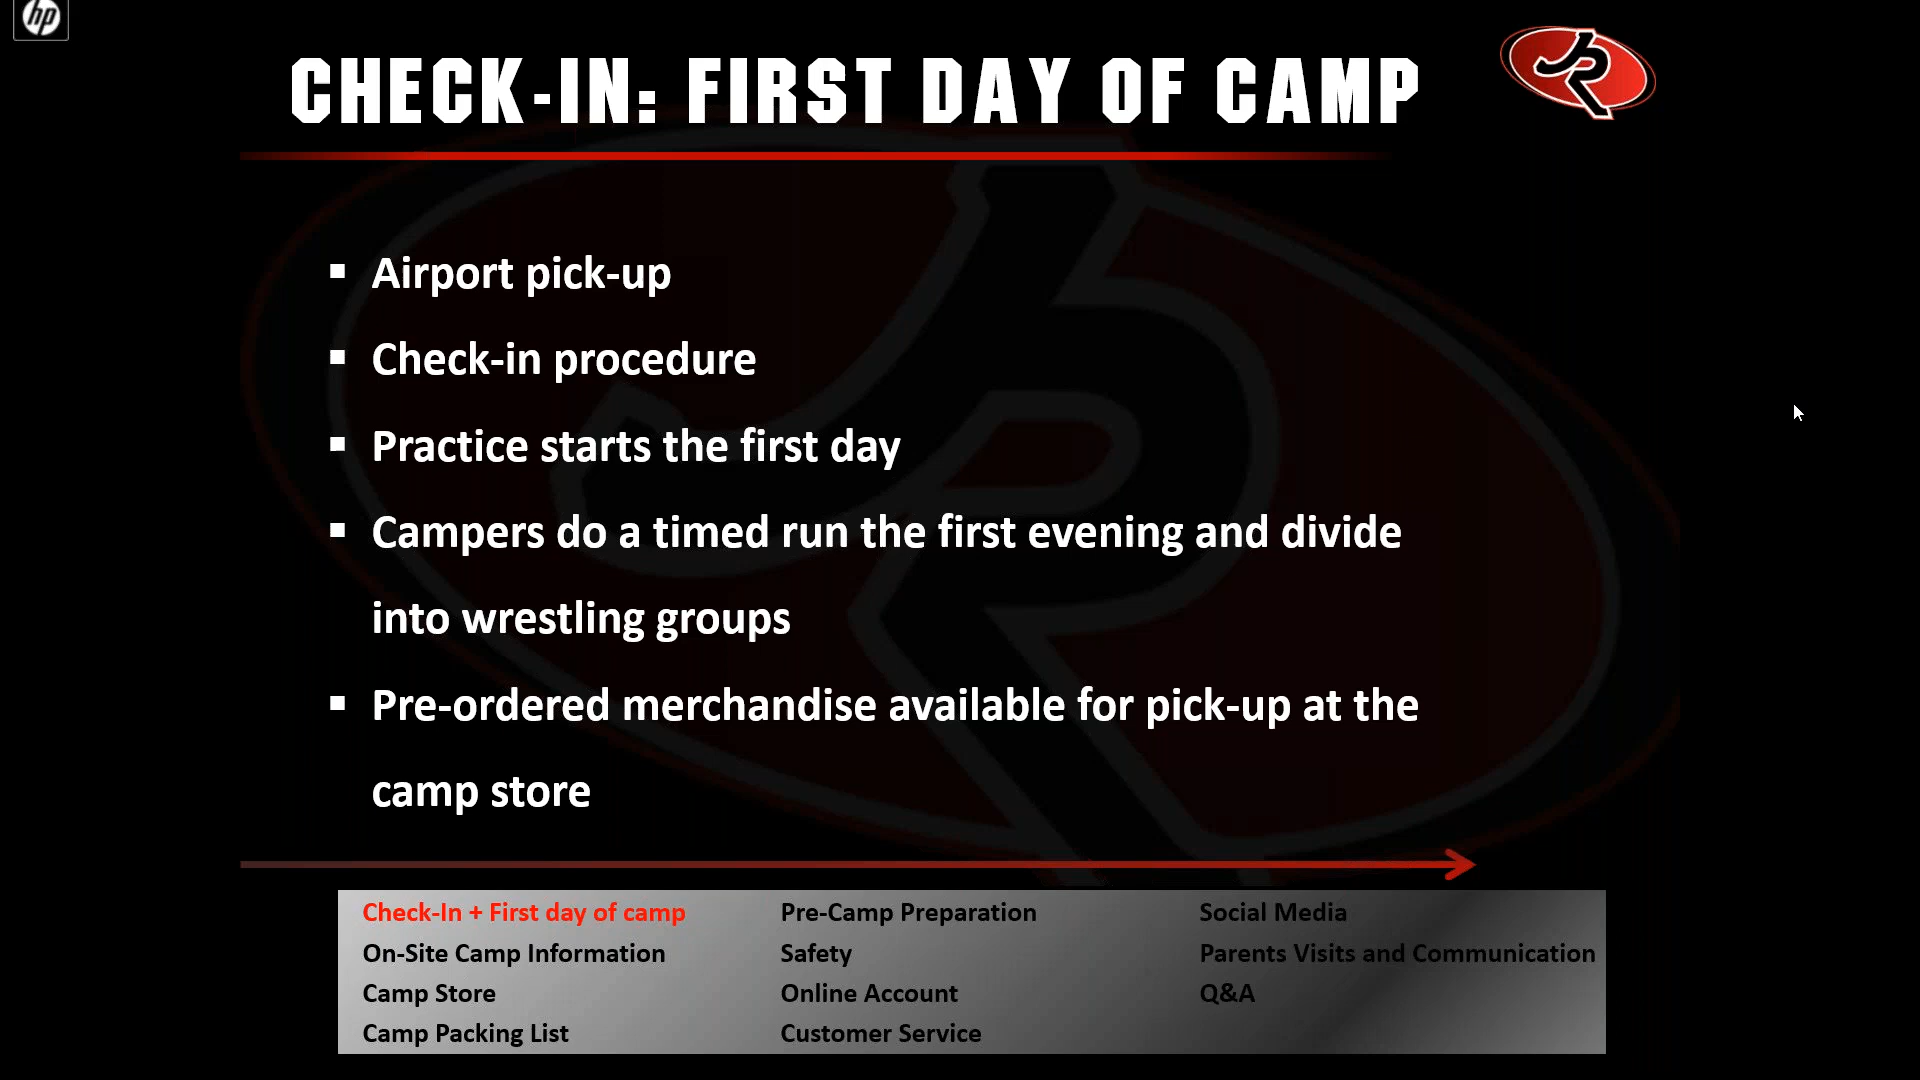 hp
CHECK-IN: FIRST DAY OF CAMP
JR
▪ Airport pick-up
▪ Check-in procedure
▪ Practice starts the first day
▪ Campers do a timed run the first evening and divide
into wrestling groups
▪ Pre-ordered merchandise available for pick-up at the
camp store
Check-In + First day of camp
On-Site Camp Information
Camp Store
Camp Packing List
Pre-Camp Preparation
Safety
Online Account
Customer Service
Social Media
Parents Visits and Communication
Q&A